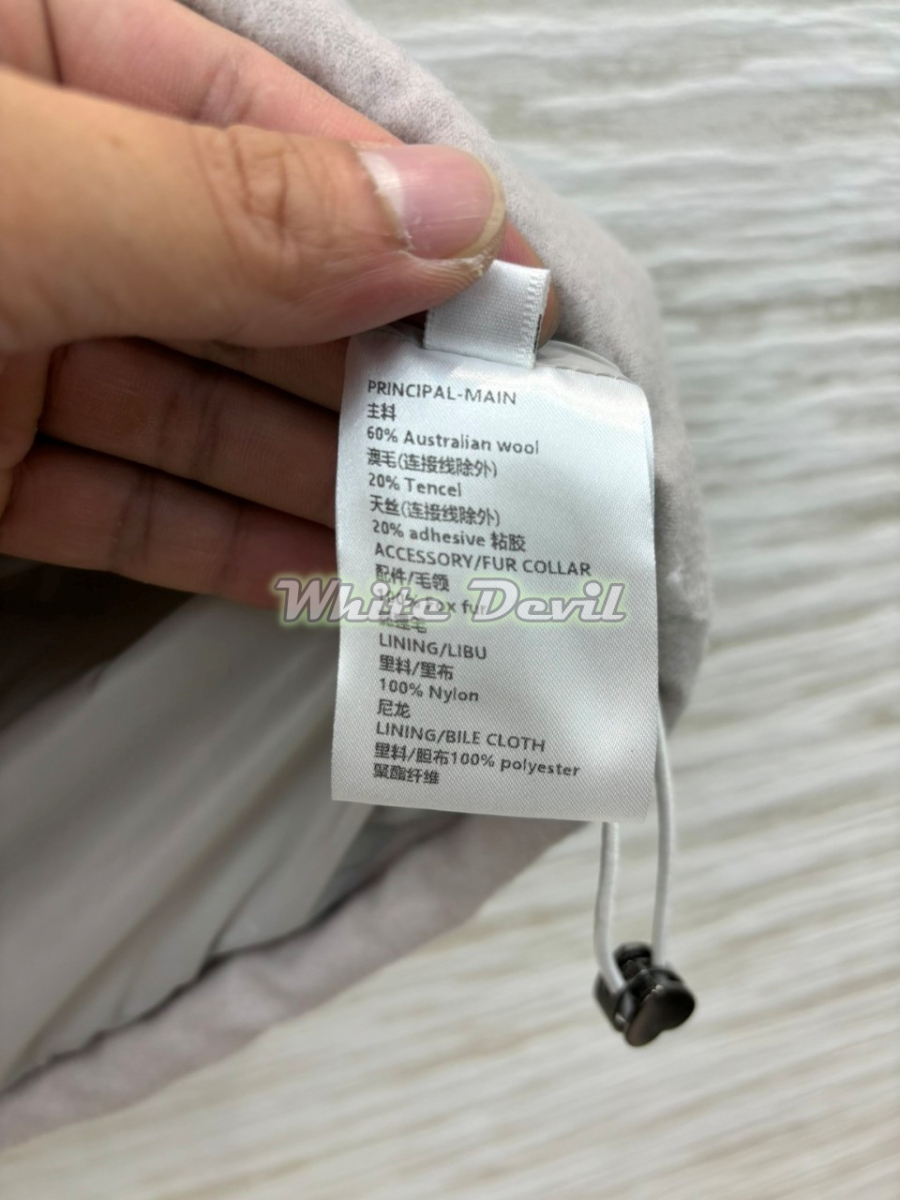 PRINCIPAL-MAIN
主料
60% Australian wool
澳毛(连接线除外)
20% Tencel
天丝(连接线除外)
20% adhesive 粘胶
ACCESSORY/FUR COLLAR
配件/毛领
White Devil
fox fur
LINING/LIBU
里料/里布
100% Nylon
尼龙
LINING/BILE CLOTH
里料/胆布100% polyester
聚酯纤维